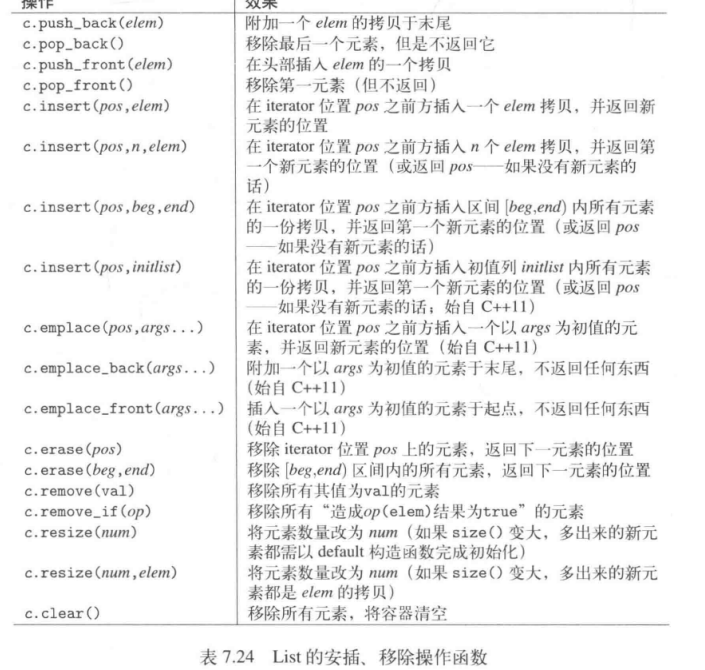 操作 效果
c.push_back(elem) 附加一个 elem 的拷贝于末尾
c.pop_back() 移除最后一个元素，但是不返回它
c.push_front(elem) 在头部插入 elem 的一个拷贝
c.pop_front() 移除第一元素（但不返回）
c.insert(pos,elem) 在 iterator 位置 pos 之前方插入一个 elem 拷贝，并返回新
元素的位置
c.insert(pos,n,elem) 在 iterator 位置 pos 之前方插入 n 个 elem 拷贝，并返回第
一个新元素的位置（或返回 pos——如果没有新元素的
话）
c.insert(pos,beg,end) 在 iterator 位置 pos 之前方插入区间 [beg,end) 内所有元素
的一份拷贝，并返回第一个新元素的位置（或返回 pos
——如果没有新元素的话）
c.insert(pos,initlist) 在 iterator 位置 pos 之前方插入初值列 initlist 内所有元素
的一份拷贝，并返回第一个新元素的位置（或返回 pos
——如果没有新元素的话；始自 C++11）
c.emplace(pos,args...) 在 iterator 位置 pos 之前方插入一个以 args 为初值的元
素，并返回新元素的位置（始自 C++11）
c.emplace_back(args...) 附加一个以 args 为初值的元素于末尾，不返回任何东西
(始自 C++11)
c.emplace_front(args...) 插入一个以 args 为初值的元素于起点，不返回任何东西
(始自 C++11)
c.erase(pos) 移除 iterator 位置 pos 上的元素，返回下一元素的位置
c.erase(beg,end) 移除 [beg,end) 区间内的所有元素，返回下一元素的位置
c.remove(val) 移除所有其值为val的元素
c.remove_if(op) 移除所有“造成op(elem)结果为true”的元素
c.resize(num) 将元素数量改为 num（如果 size() 变大，多出来的新元
素都需以 default 构造函数完成初始化）
c.resize(num,elem) 将元素数量改为 num（如果 size() 变大，多出来的新元
素都是 elem 的拷贝）
c.clear() 移除所有元素，将容器清空
表 7.24 List 的安插、移除操作函数